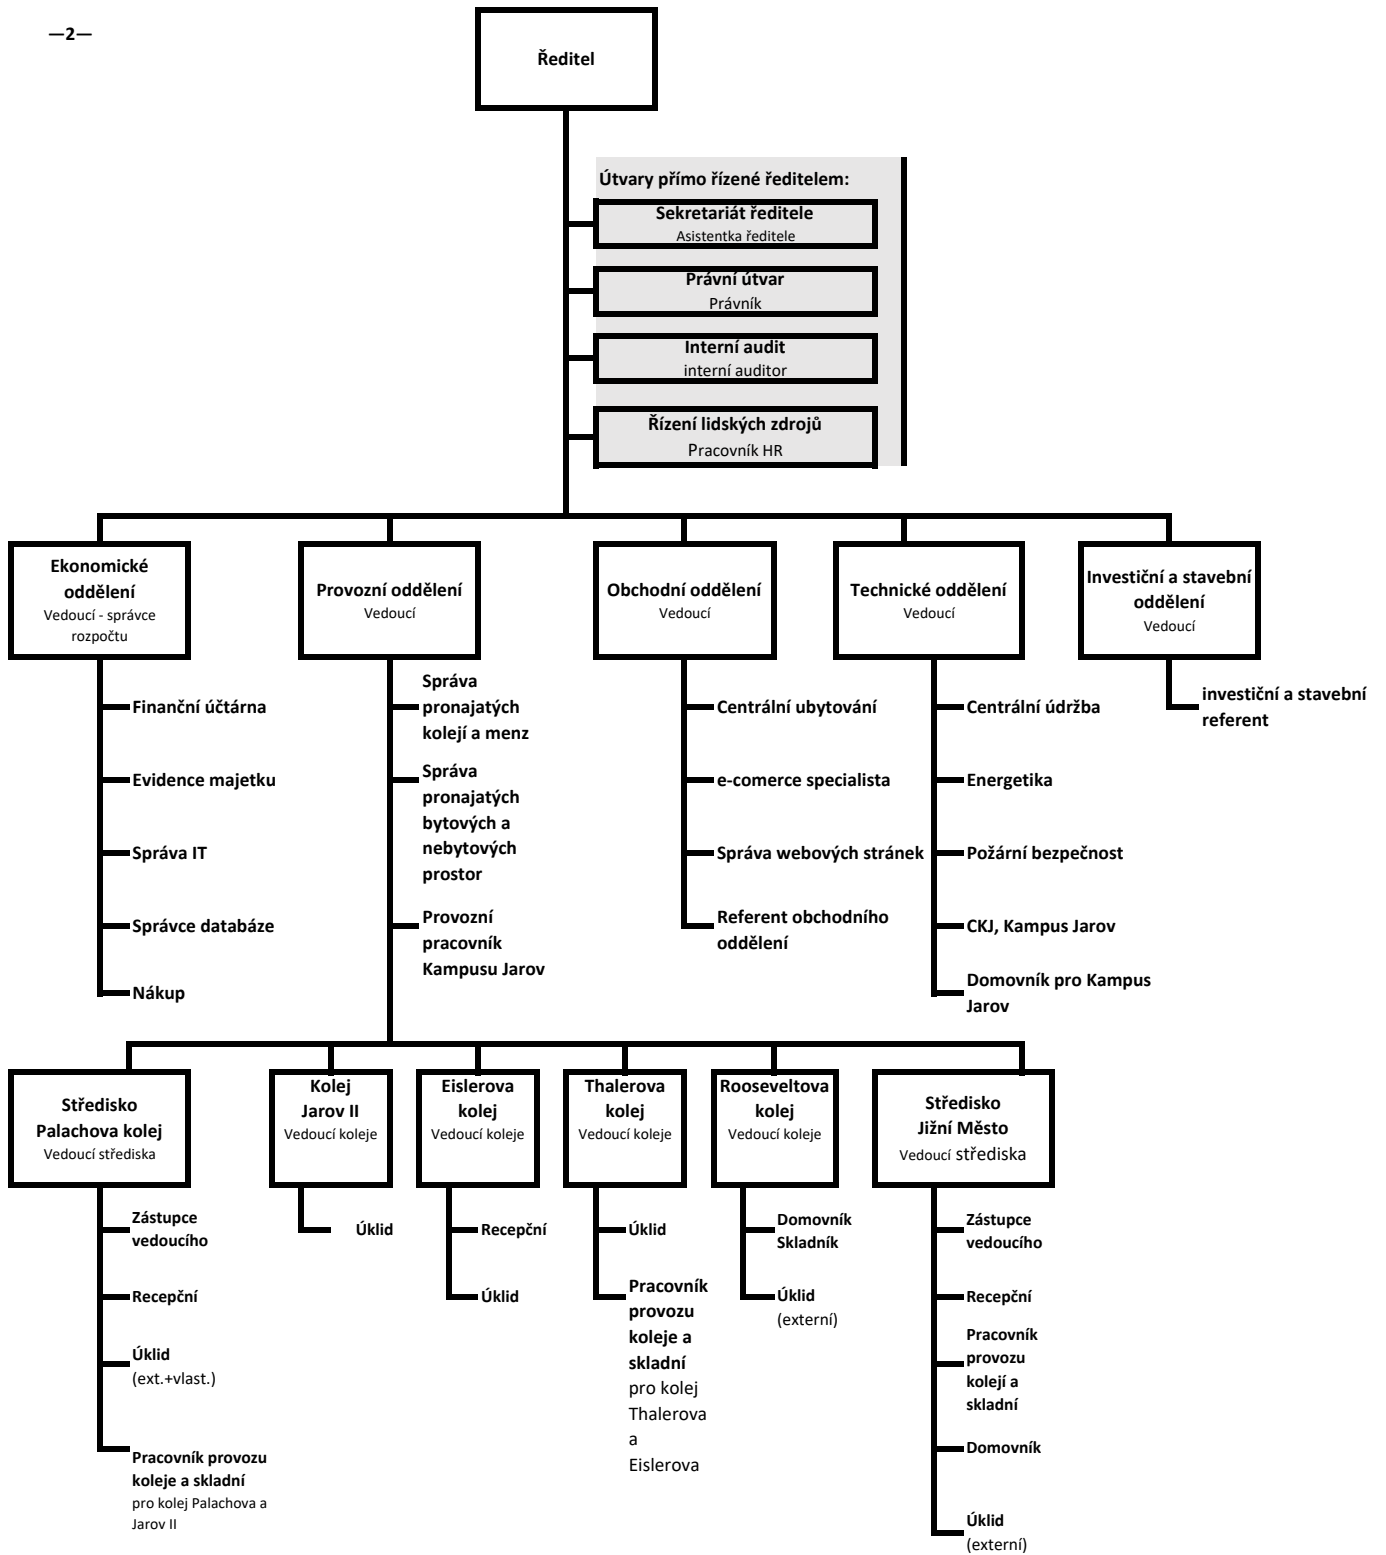 —2—
Ředitel
Útvary přímo řízené ředitelem:
Sekretariát ředitele
Asistentka ředitele
Právní útvar
Právník
Interní audit
interní auditor
Řízení lidských zdrojů
Pracovník HR
Ekonomické
oddělení
Vedoucí - správce
rozpočtu
Provozní oddělení
Vedoucí
Obchodní oddělení
Vedoucí
Technické oddělení
Vedoucí
Investiční a stavební
oddělení
Vedoucí
Finanční účtárna
Evidence majetku
Správa IT
Správce databáze
Nákup
Správa
pronajatých
kolejí a menz
Správa
pronajatých
bytových a
nebytových
prostor
Provozní
pracovník
Kampusu Jarov
Centrální ubytování
e-comerce specialista
Správa webových stránek
Referent obchodního
oddělení
Centrální údržba
Energetika
Požární bezpečnost
CKJ, Kampus Jarov
Domovník pro Kampus
Jarov
investiční a stavební
referent
Středisko
Palachova kolej
Vedoucí střediska
Kolej
Jarov II
Vedoucí koleje
Eislerova
kolej
Vedoucí koleje
Thalerova
kolej
Vedoucí koleje
Rooseveltova
kolej
Vedoucí koleje
Středisko
Jižní Město
Vedoucí střediska
Zástupce
vedoucího
Recepční
Úklid
(ext.+vlast.)
Pracovník provozu
koleje a skladní
pro kolej Palachova a
Jarov II
Úklid
Recepční
Úklid
Úklid
Pracovník
provozu
koleje a
skladní
pro kolej
Thalerova
a
Eislerova
Domovník
Skladník
Úklid
(externí)
Zástupce
vedoucího
Recepční
Pracovník
provozu
kolejí a
skladní
Domovník
Úklid
(externí)